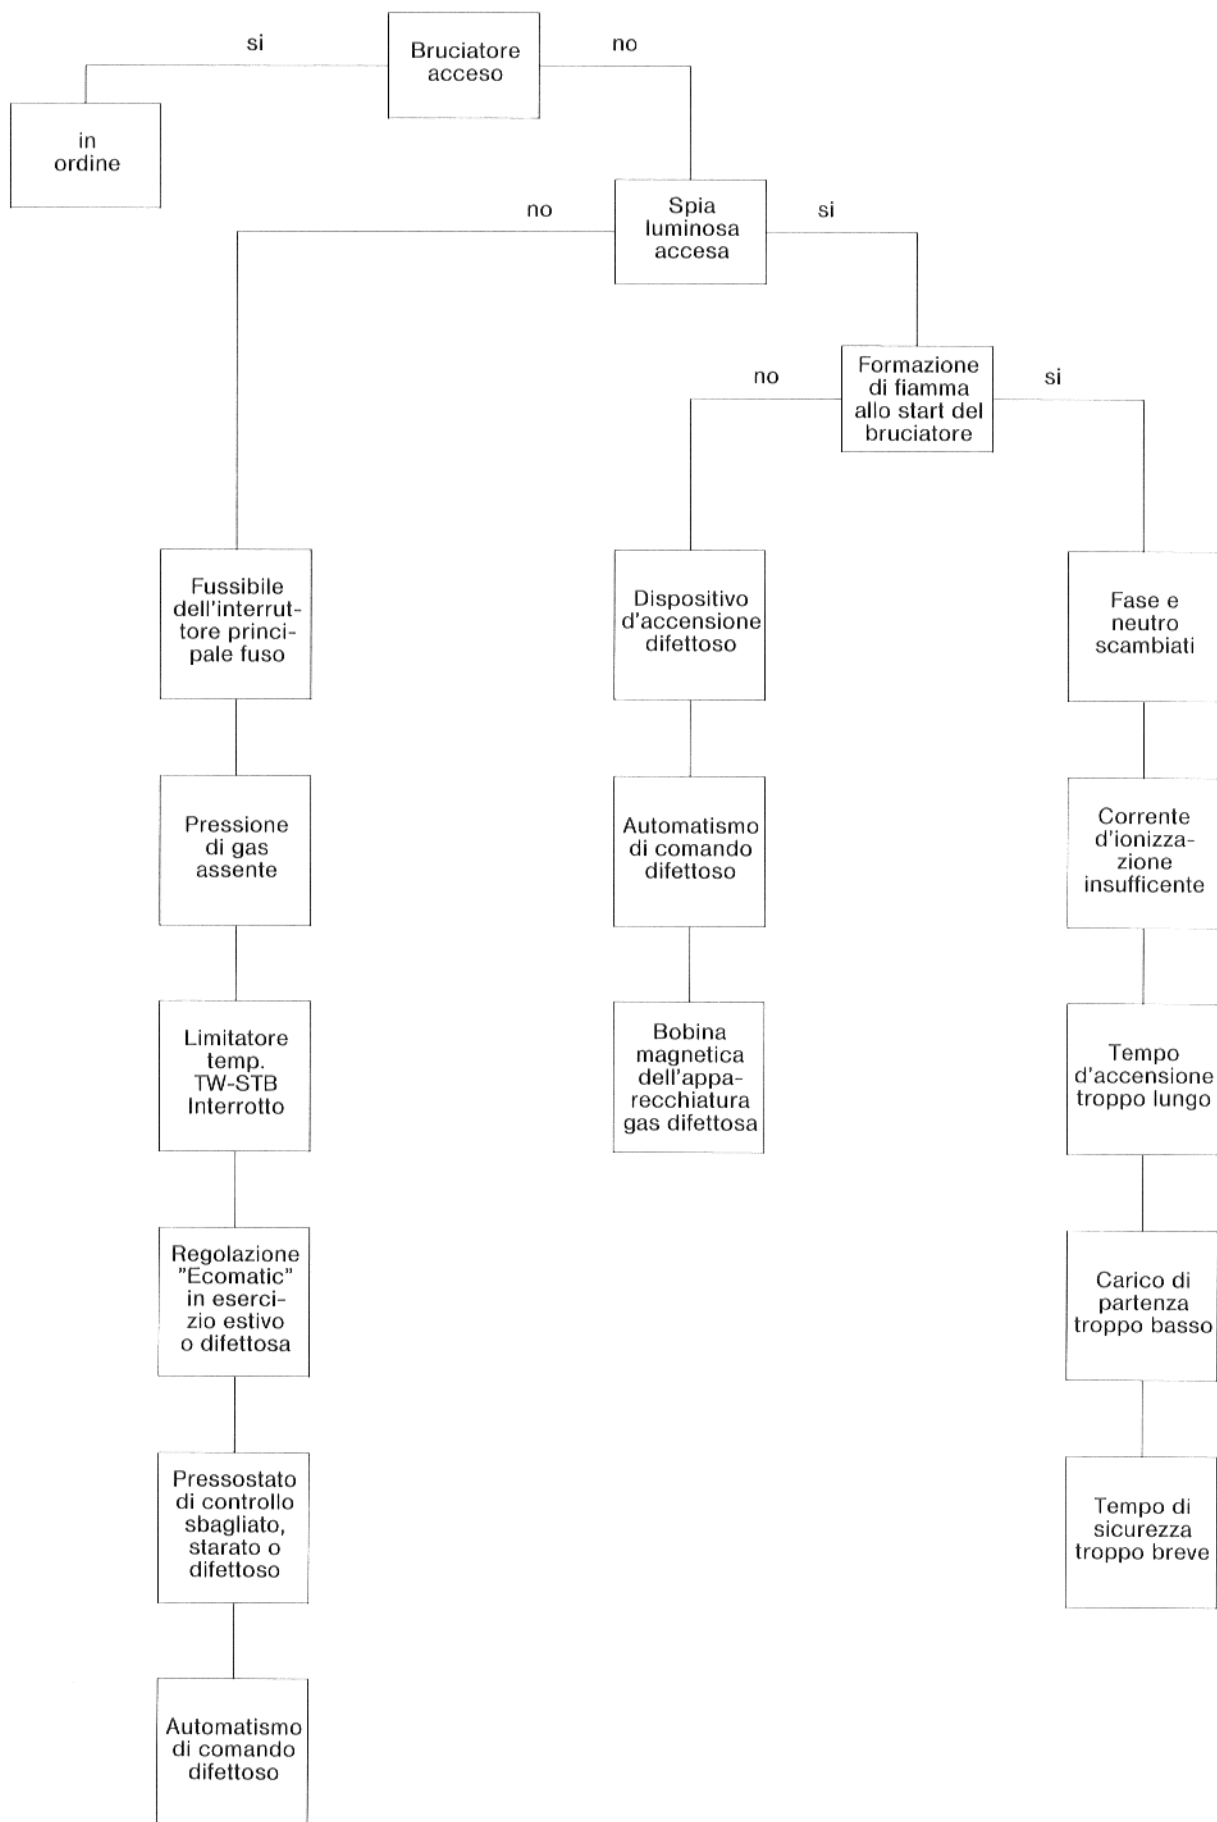 si
Bruciatore
acceso
no
in
ordine
no
Spia
luminosa
accesa
si
no
Formazione
di fiamma
allo start del
bruciatore
si
Fussibile
dell'interrut-
tore princi-
pale fuso
Dispositivo
d'accensione
difettoso
Fase e
neutro
scambiati
Pressione
di gas
assente
Automatismo
di comando
difettoso
Corrente
d'ionizza-
zione
insufficente
Limitatore
temp.
TW-STB
Interrotto
Bobina
magnetica
dell'appa-
recchiatura
gas difettosa
Tempo
d'accensione
troppo lungo
Regolazione
"Ecomatic"
in eserci-
zio estivo
o difettosa
Carico di
partenza
troppo basso
Pressostato
di controllo
sbagliato,
starato o
difettoso
Tempo di
sicurezza
troppo breve
Automatismo
di comando
difettoso